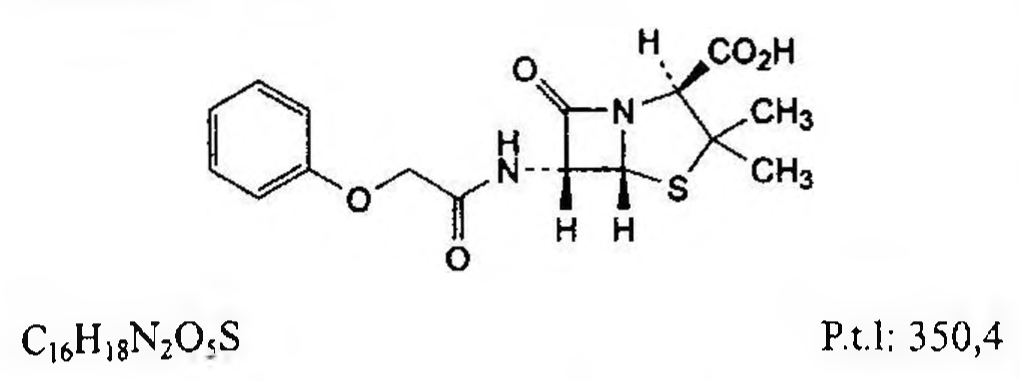 H CO₂H
O
N CH₃
H
N
S CH₃
O H H
O
C₁₆H₁₈N₂O₅S P.t.l: 350,4